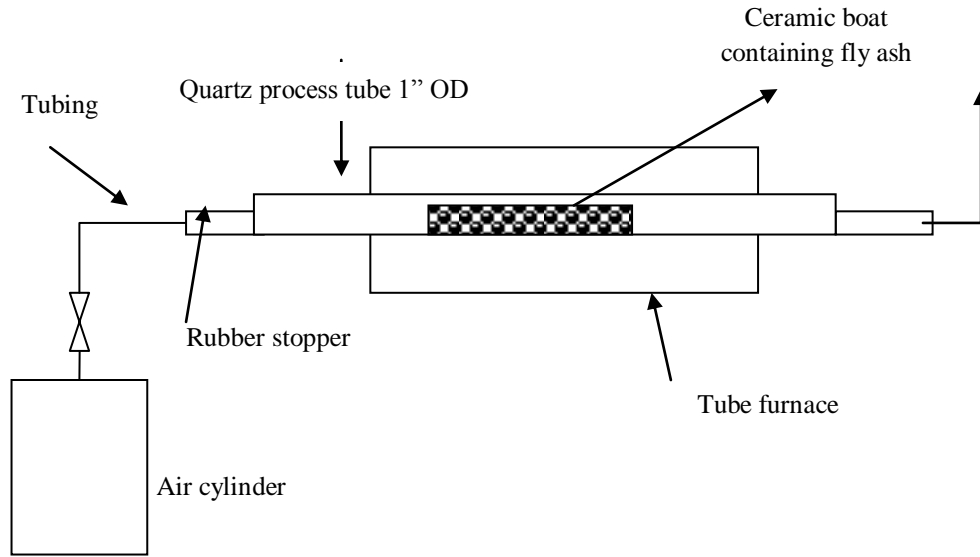 Ceramic boat
containing fly ash
Quartz process tube 1” OD
Tubing
Rubber stopper
Tube furnace
Air cylinder